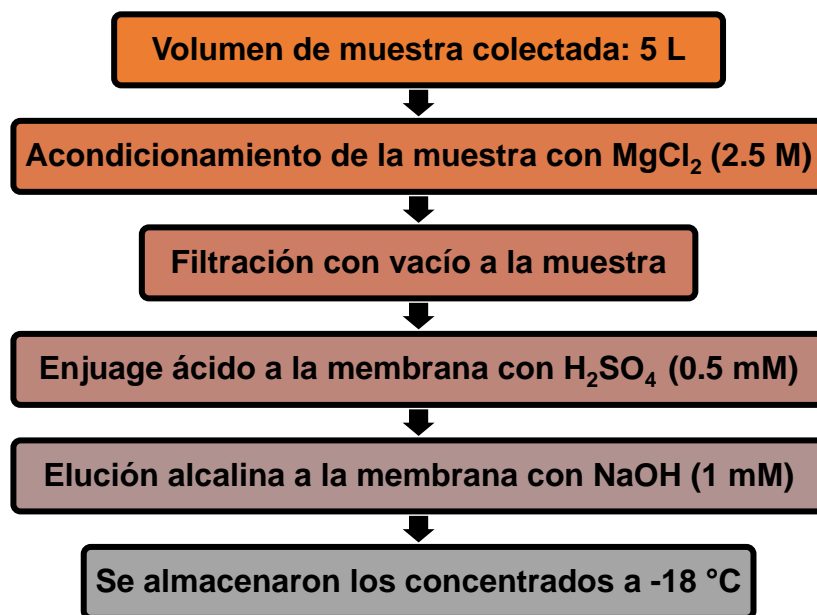 Volumen de muestra colectada: 5 L
Acondicionamiento de la muestra con MgCl₂ (2.5 M)
Filtración con vacío a la muestra
Enjuage ácido a la membrana con H₂SO₄ (0.5 mM)
Elución alcalina a la membrana con NaOH (1 mM)
Se almacenaron los concentrados a -18 °C